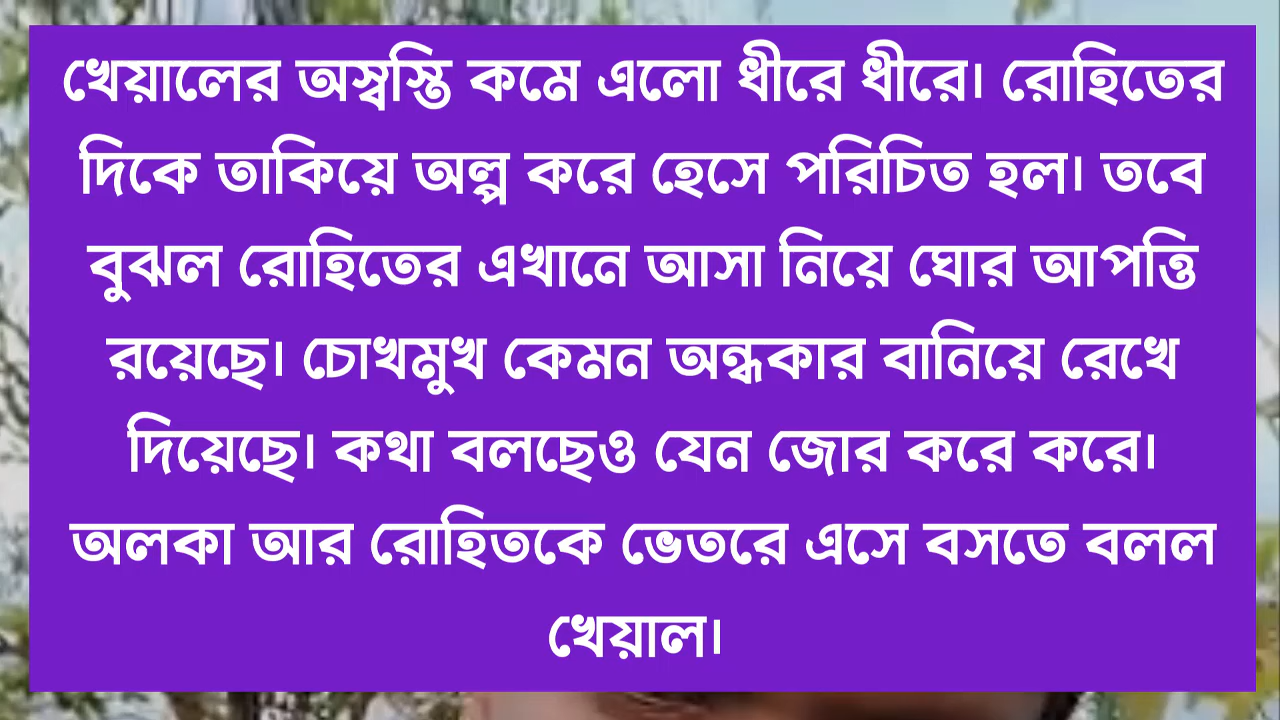 খেয়ালের অস্বস্তি কমে এলো ধীরে ধীরে। রোহিতের
দিকে তাকিয়ে অল্প করে হেসে পরিচিত হল। তবে
বুঝল রোহিতের এখানে আসা নিয়ে ঘোর আপত্তি
রয়েছে। চোখমুখ কেমন অন্ধকার বানিয়ে রেখে
দিয়েছে। কথা বলছেও যেন জোর করে করে।
অলকা আর রোহিতকে ভেতরে এসে বসতে বলল
খেয়াল।